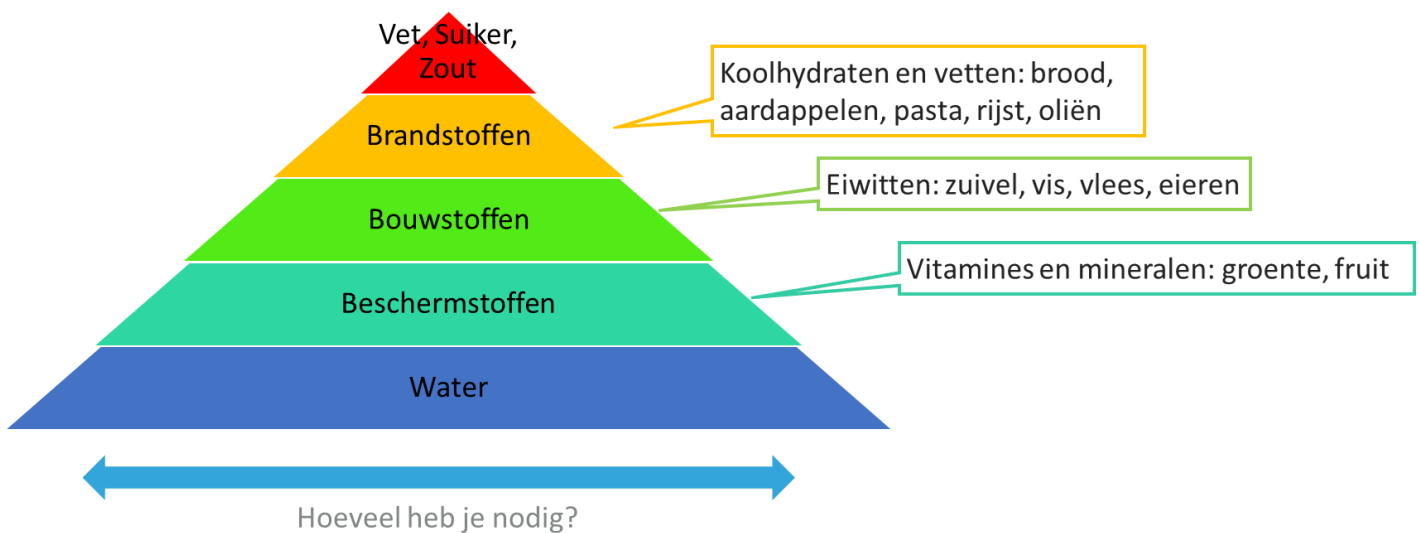 Vet, Suiker,
Zout
Koolhydraten en vetten: brood,
aardappelen, pasta, rijst, oliën
Brandstoffen
Eiwitten: zuivel, vis, vlees, eieren
Bouwstoffen
Vitamines en mineralen: groente, fruit
Beschermstoffen
Water
Hoeveel heb je nodig?